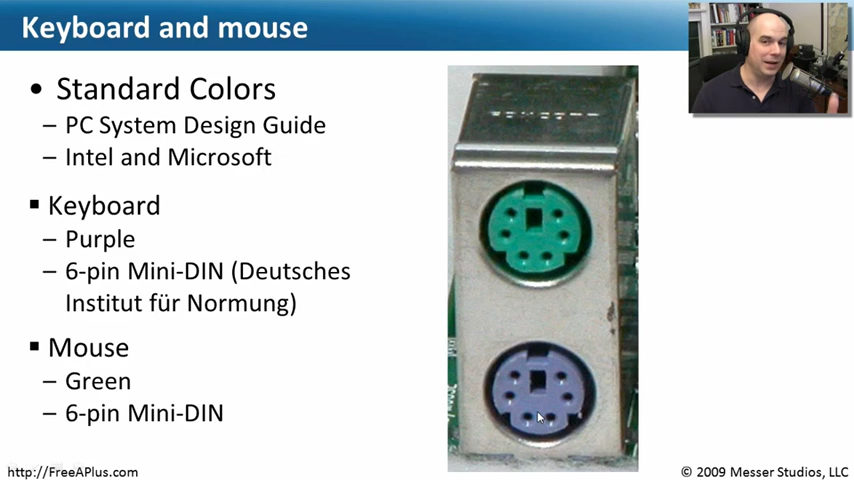 Keyboard and mouse
• Standard Colors
– PC System Design Guide
– Intel and Microsoft
▪ Keyboard
– Purple
– 6-pin Mini-DIN (Deutsches
Institut für Normung)
▪ Mouse
– Green
– 6-pin Mini-DIN
http://FreeAPlus.com
© 2009 Messer Studios, LLC